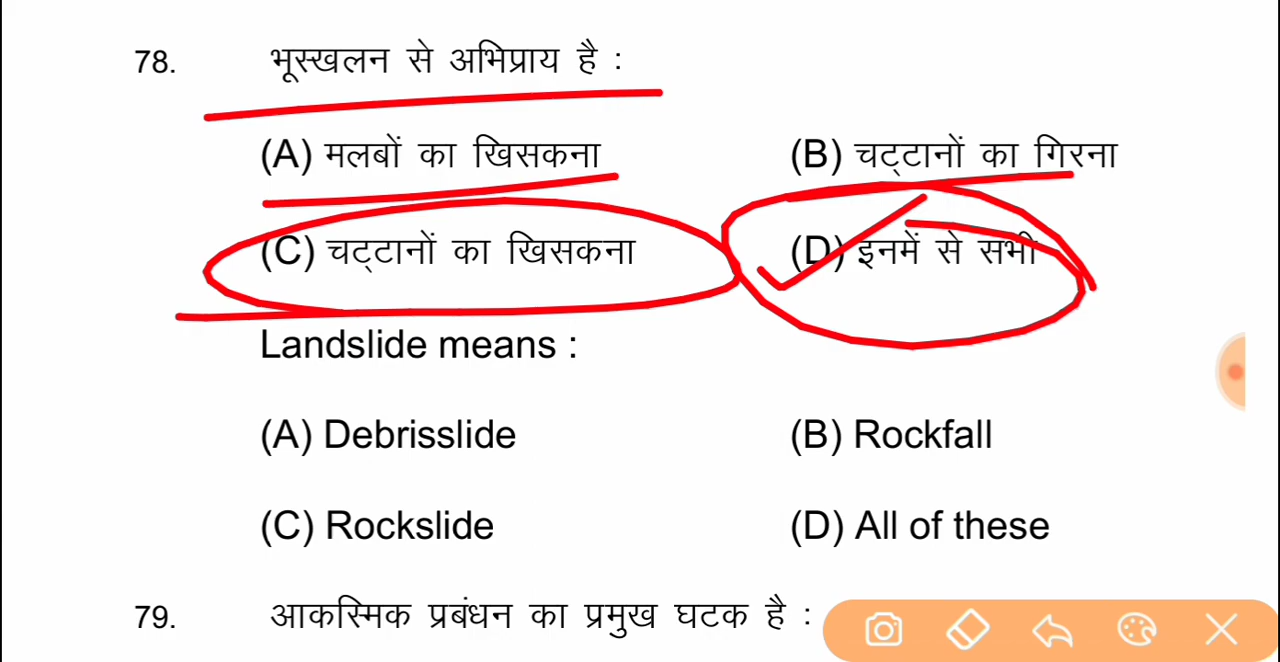 78. भूस्खलन से अभिप्राय है :
(A) मलबों का खिसकना (B) चट्टानों का गिरना
(C) चट्टानों का खिसकना (D) इनमें से सभी
Landslide means :
(A) Debrisslide (B) Rockfall
(C) Rockslide (D) All of these
79. आकस्मिक प्रबंधन का प्रमुख घटक है :